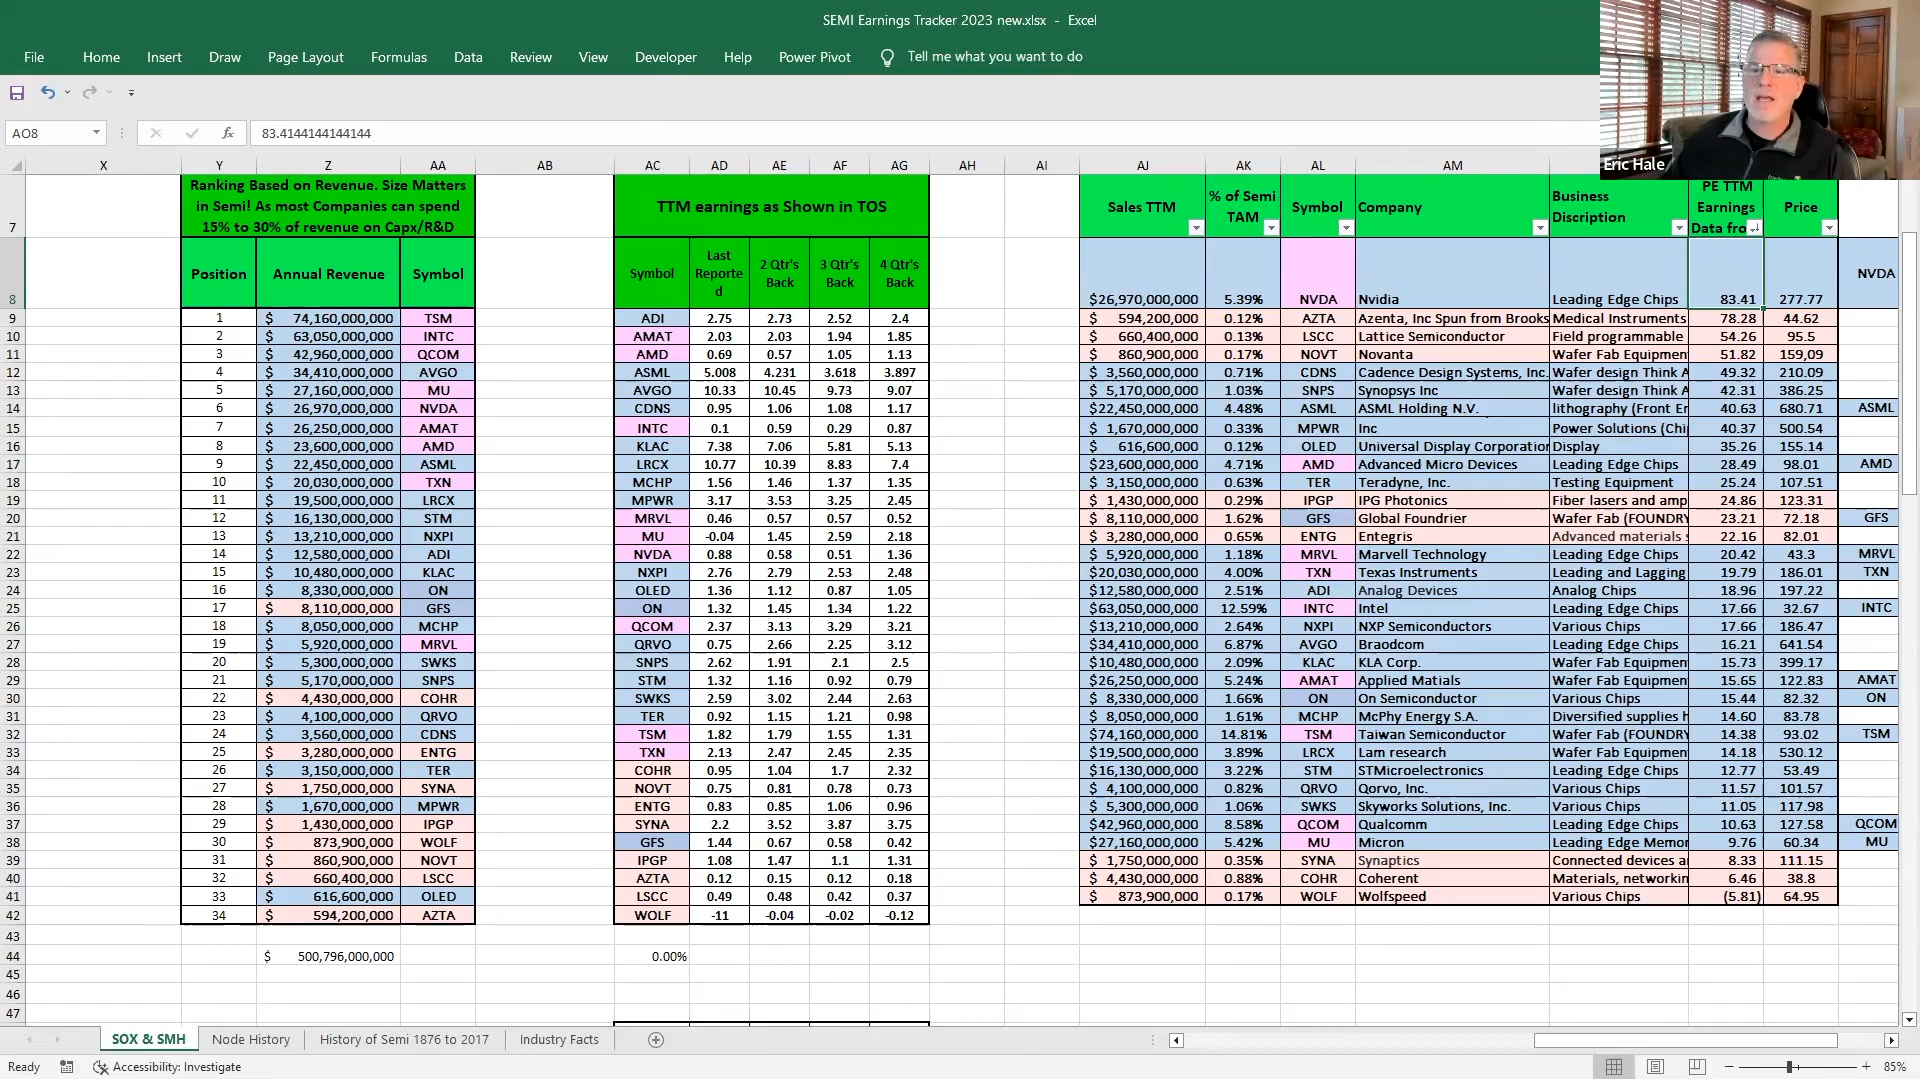 SEMI Earnings Tracker 2023 new.xlsx - Excel
File Home Insert Draw Page Layout Formulas Data Review View Developer Help Power Pivot Tell me what you want to do
AO8 fx 83.4144144144144
Eric Hale
X Y Z AA AB AC AD AE AF AG AH AI AJ AK AL AM
7 Ranking Based on Revenue. Size Matters in Semi! As most Companies can spend 15% to 30% of revenue on Capx/R&D TTM earnings as Shown in TOS Sales TTM % of Semi TAM Symbol Company Business Discription PE TTM Earnings Data fro Price
8 Position Annual Revenue Symbol Symbol Last Reported 2 Qtr's Back 3 Qtr's Back 4 Qtr's Back $26,970,000,000 5.39% NVDA Nvidia Leading Edge Chips 83.41 277.77 NVDA
9 1 $ 74,160,000,000 TSM ADI 2.75 2.73 2.52 2.4 $ 594,200,000 0.12% AZTA Azenta, Inc Spun from Brooks Medical Instruments 78.28 44.62
10 2 $ 63,050,000,000 INTC AMAT 2.03 2.03 1.94 1.85 $ 660,400,000 0.13% LSCC Lattice Semiconductor Field programmable 54.26 95.5
11 3 $ 42,960,000,000 QCOM AMD 0.69 0.57 1.05 1.13 $ 860,900,000 0.17% NOVT Novanta Wafer Fab Equipmen 51.82 159,09
12 4 $ 34,410,000,000 AVGO ASML 5.008 4.231 3.618 3.897 $ 3,560,000,000 0.71% CDNS Cadence Design Systems, Inc. Wafer design Think A 49.32 210.09
13 5 $ 27,160,000,000 MU AVGO 10.33 10.45 9.73 9.07 $ 5,170,000,000 1.03% SNPS Synopsys Inc Wafer design Think A 42.31 386.25
14 6 $ 26,970,000,000 NVDA CDNS 0.95 1.06 1.08 1.17 $22,450,000,000 4.48% ASML ASML Holding N.V. lithography (Front Er 40.63 680.71 ASML
15 7 $ 26,250,000,000 AMAT INTC 0.1 0.59 0.29 0.87 $ 1,670,000,000 0.33% MPWR Inc Power Solutions (Chi 40.37 500.54
16 8 $ 23,600,000,000 AMD KLAC 7.38 7.06 5.81 5.13 $ 616,600,000 0.12% OLED Universal Display Corporation Display 35.26 155.14
17 9 $ 22,450,000,000 ASML LRCX 10.77 10.39 8.83 7.4 $23,600,000,000 4.71% AMD Advanced Micro Devices Leading Edge Chips 28.49 98.01 AMD
18 10 $ 20,030,000,000 TXN MCHP 1.56 1.46 1.37 1.35 $ 3,150,000,000 0.63% TER Teradyne, Inc. Testing Equipment 25.24 107.51
19 11 $ 19,500,000,000 LRCX MPWR 3.17 3.53 3.25 2.45 $ 1,430,000,000 0.29% IPGP IPG Photonics Fiber lasers and amp 24.86 123.31
20 12 $ 16,130,000,000 STM MRVL 0.46 0.57 0.57 0.52 $ 8,110,000,000 1.62% GFS Global Foundrier Wafer Fab (FOUNDRY 23.21 72.18 GFS
21 13 $ 13,210,000,000 NXPI MU -0.04 1.45 2.59 2.18 $ 3,280,000,000 0.65% ENTG Entegris Advanced materials 22.16 82.01
22 14 $ 12,580,000,000 ADI NVDA 0.88 0.58 0.51 1.36 $ 5,920,000,000 1.18% MRVL Marvell Technology Leading Edge Chips 20.42 43.3 MRVL
23 15 $ 10,480,000,000 KLAC NXPI 2.76 2.79 2.53 2.48 $20,030,000,000 4.00% TXN Texas Instruments Leading and Lagging 19.79 186.01 TXN
24 16 $ 8,330,000,000 ON OLED 1.36 1.12 0.87 1.05 $12,580,000,000 2.51% ADI Analog Devices Analog Chips 18.96 197.22
25 17 $ 8,110,000,000 GFS ON 1.32 1.45 1.34 1.22 $63,050,000,000 12.59% INTC Intel Leading Edge Chips 17.66 32.67 INTC
26 18 $ 8,050,000,000 MCHP QCOM 2.37 3.13 3.29 3.21 $13,210,000,000 2.64% NXPI NXP Semiconductors Various Chips 17.66 186.47
27 19 $ 5,920,000,000 MRVL QRVO 0.75 2.66 2.25 3.12 $34,410,000,000 6.87% AVGO Braodcom Leading Edge Chips 16.21 641.54
28 20 $ 5,300,000,000 SWKS SNPS 2.62 1.91 2.1 2.5 $10,480,000,000 2.09% KLAC KLA Corp. Wafer Fab Equipmen 15.73 399.17
29 21 $ 5,170,000,000 SNPS STM 1.32 1.16 0.92 0.79 $26,250,000,000 5.24% AMAT Applied Matials Wafer Fab Equipmen 15.65 122.83 AMAT
30 22 $ 4,430,000,000 COHR SWKS 2.59 3.02 2.44 2.63 $ 8,330,000,000 1.66% ON On Semiconductor Various Chips 15.44 82.32 ON
31 23 $ 4,100,000,000 QRVO TER 0.92 1.15 1.21 0.98 $ 8,050,000,000 1.61% MCHP McPhy Energy S.A. Diversified supplies h 14.60 83.78
32 24 $ 3,560,000,000 CDNS TSM 1.82 1.79 1.55 1.31 $74,160,000,000 14.81% TSM Taiwan Semiconductor Wafer Fab (FOUNDRY 14.38 93.02 TSM
33 25 $ 3,280,000,000 ENTG TXN 2.13 2.47 2.45 2.35 $19,500,000,000 3.89% LRCX Lam research Wafer Fab Equipmen 14.18 530.12
34 26 $ 3,150,000,000 TER COHR 0.95 1.04 1.7 2.32 $16,130,000,000 3.22% STM STMicroelectronics Leading Edge Chips 12.77 53.49
35 27 $ 1,750,000,000 SYNA NOVT 0.75 0.81 0.78 0.73 $ 4,100,000,000 0.82% QRVO Qorvo, Inc. Various Chips 11.57 101.57
36 28 $ 1,670,000,000 MPWR ENTG 0.83 0.85 1.06 0.96 $ 5,300,000,000 1.06% SWKS Skyworks Solutions, Inc. Various Chips 11.05 117.98
37 29 $ 1,430,000,000 IPGP SYNA 2.2 3.52 3.87 3.75 $42,960,000,000 8.58% QCOM Qualcomm Leading Edge Chips 10.63 127.58 QCOM
38 30 $ 873,900,000 WOLF GFS 1.44 0.67 0.58 0.42 $27,160,000,000 5.42% MU Micron Leading Edge Memor 9.76 60.34 MU
39 31 $ 860,900,000 NOVT IPGP 1.08 1.47 1.1 1.31 $ 1,750,000,000 0.35% SYNA Synaptics Connected devices a 8.33 111.15
40 32 $ 660,400,000 LSCC AZTA 0.12 0.15 0.12 0.18 $ 4,430,000,000 0.88% COHR Coherent Materials, networkin 6.46 38.8
41 33 $ 616,600,000 OLED LSCC 0.49 0.48 0.42 0.37 $ 873,900,000 0.17% WOLF Wolfspeed Various Chips (5.81) 64.95
42 34 $ 594,200,000 AZTA WOLF -11 -0.04 -0.02 -0.12
43
44 $ 500,796,000,000 0.00%
45
46
47
SOX & SMH Node History History of Semi 1876 to 2017 Industry Facts
Ready Accessibility: Investigate 85%